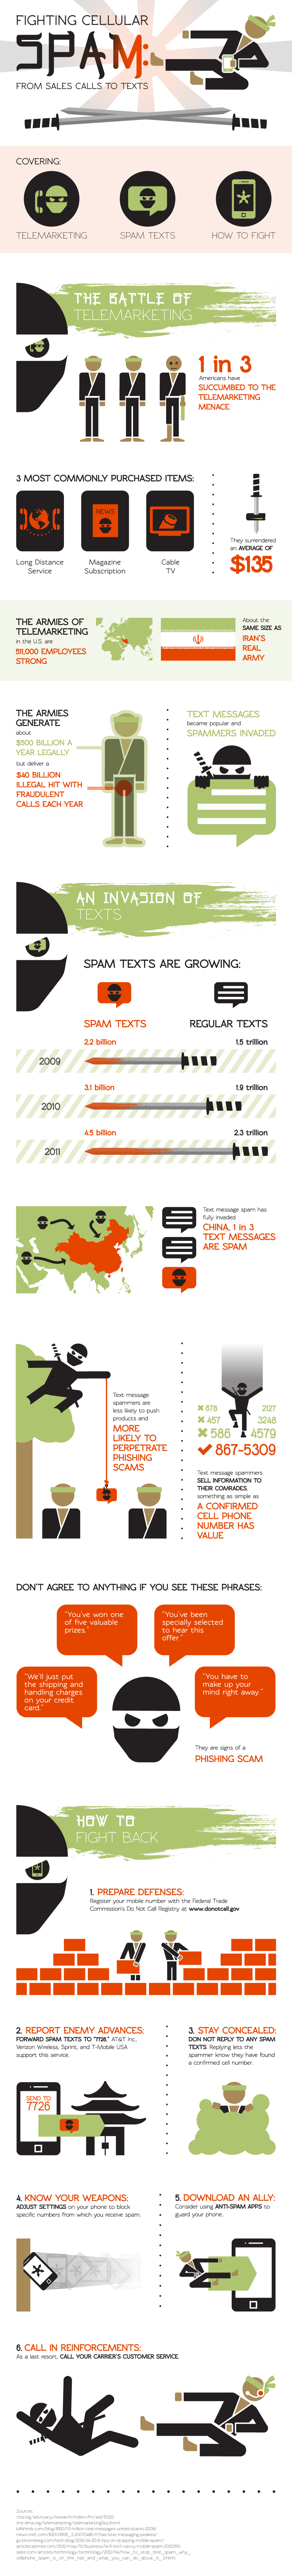 FIGHTING CELLULAR
SPAM:
FROM SALES CALLS TO TEXTS
COVERING:
TELEMARKETING
SPAM TEXTS
HOW TO FIGHT
THE BATTLE OF
TELEMARKETING
1 in 3
Americans have
SUCCUMBED TO THE
TELEMARKETING
MENACE
3 MOST COMMONLY PURCHASED ITEMS:
NEWS
Long Distance
Service
Magazine
Subscription
Cable
TV
They surrendered
an AVERAGE OF
$135
THE ARMIES OF
TELEMARKETING
in the U.S. are
511,000 EMPLOYEES
STRONG
About the
SAME SIZE AS
IRAN'S
REAL
ARMY
THE ARMIES
GENERATE
about
$500 BILLION A
YEAR LEGALLY
but deliver a
$40 BILLION
ILLEGAL HIT WITH
FRAUDULENT
CALLS EACH YEAR
TEXT MESSAGES
became popular and
SPAMMERS INVADED
AN INVASION OF
TEXTS
SPAM TEXTS ARE GROWING:
SPAM TEXTS
REGULAR TEXTS
2.2 billion
1.5 trillion
2009
3.1 billion
1.9 trillion
2010
4.5 billion
2.3 trillion
2011
Text message spam has
fully invaded
CHINA, 1 in 3
TEXT MESSAGES
ARE SPAM
Text message
spammers are
less likely to push
products and
MORE
LIKELY TO
PERPETRATE
PHISHING
SCAMS
678 2127
457 3248
586 4579
867-5309
Text message spammers
SELL INFORMATION TO
THEIR COMRADES,
something as simple as
A CONFIRMED
CELL PHONE
NUMBER HAS
VALUE
DON'T AGREE TO ANYTHING IF YOU SEE THESE PHRASES:
"You've won one
of five valuable
prizes."
"You've been
specially selected
to hear this
offer."
"We'll just put
the shipping and
handling charges
on your credit
card."
"You have to
make up your
mind right away."
They are signs of a
PHISHING SCAM
HOW TO
FIGHT BACK
1. PREPARE DEFENSES:
Register your mobile number with the Federal Trade
Commission's Do Not Call Registry at www.donotcall.gov
2. REPORT ENEMY ADVANCES:
FORWARD SPAM TEXTS TO "7726." AT&T Inc.,
Verizon Wireless, Sprint, and T-Mobile USA
support this service.
SEND TO
7726
3. STAY CONCEALED:
DON NOT REPLY TO ANY SPAM
TEXTS. Replying lets the
spammer know they have found
a confirmed cell number.
4. KNOW YOUR WEAPONS:
ADJUST SETTINGS on your phone to block
specific numbers from which you receive spam.
5. DOWNLOAD AN ALLY:
Consider using ANTI-SPAM APPS to
guard your phone.
6. CALL IN REINFORCEMENTS:
As a last resort, CALL YOUR CARRIER'S CUSTOMER SERVICE.
Sources: